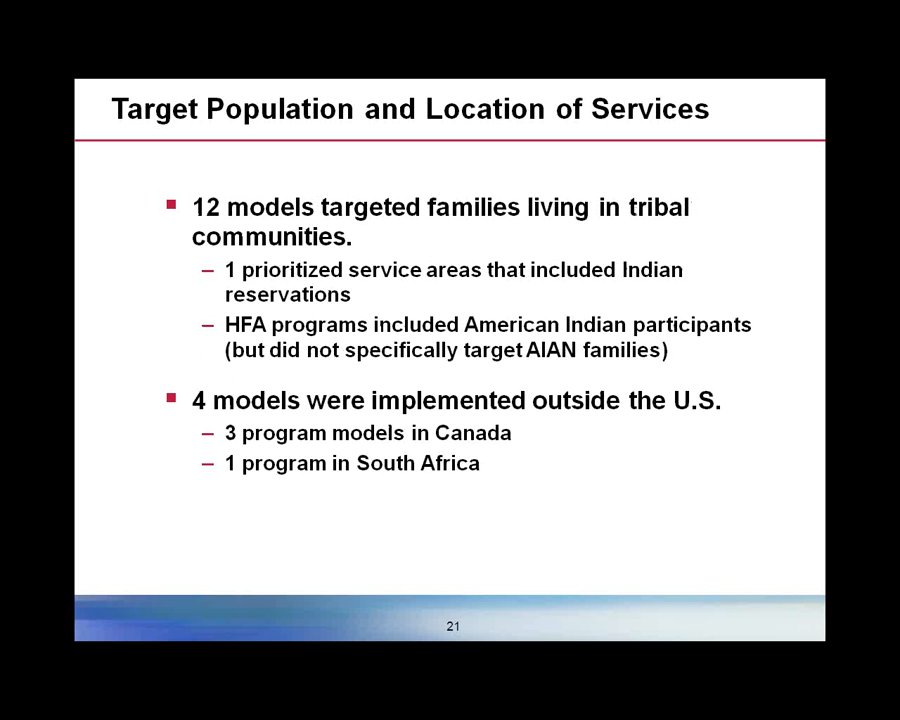 Target Population and Location of Services
12 models targeted families living in tribal
communities.
– 1 prioritized service areas that included Indian
reservations
– HFA programs included American Indian participants
(but did not specifically target AIAN families)
4 models were implemented outside the U.S.
– 3 program models in Canada
– 1 program in South Africa
21